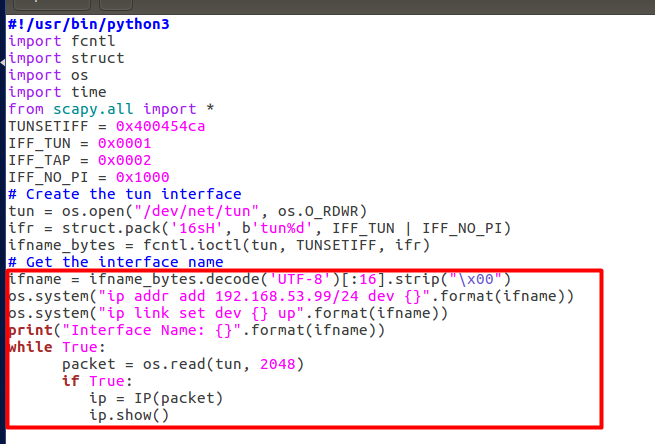 #!/usr/bin/python3
import fcntl
import struct
import os
import time
from scapy.all import *
TUNSETIFF = 0x400454ca
IFF_TUN = 0x0001
IFF_TAP = 0x0002
IFF_NO_PI = 0x1000
# Create the tun interface
tun = os.open("/dev/net/tun", os.O_RDWR)
ifr = struct.pack('16sH', b'tun%d', IFF_TUN | IFF_NO_PI)
ifname_bytes = fcntl.ioctl(tun, TUNSETIFF, ifr)
# Get the interface name
ifname = ifname_bytes.decode('UTF-8')[:16].strip("\x00")
os.system("ip addr add 192.168.53.99/24 dev {}".format(ifname))
os.system("ip link set dev {} up".format(ifname))
print("Interface Name: {}".format(ifname))
while True:
      packet = os.read(tun, 2048)
      if True:
         ip = IP(packet)
         ip.show()